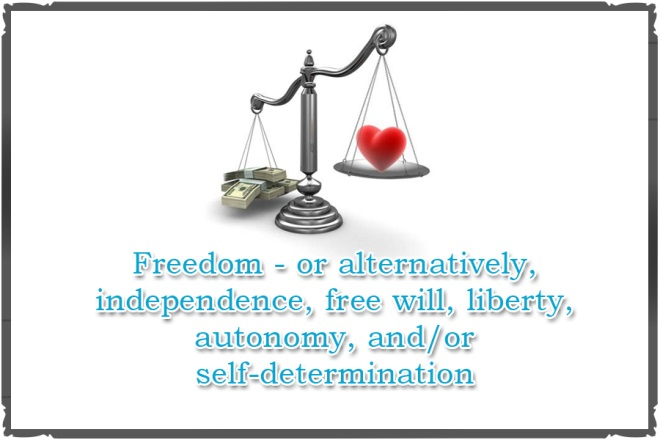 Freedom - or alternatively,
independence, free will, liberty,
autonomy, and/or
self-determination